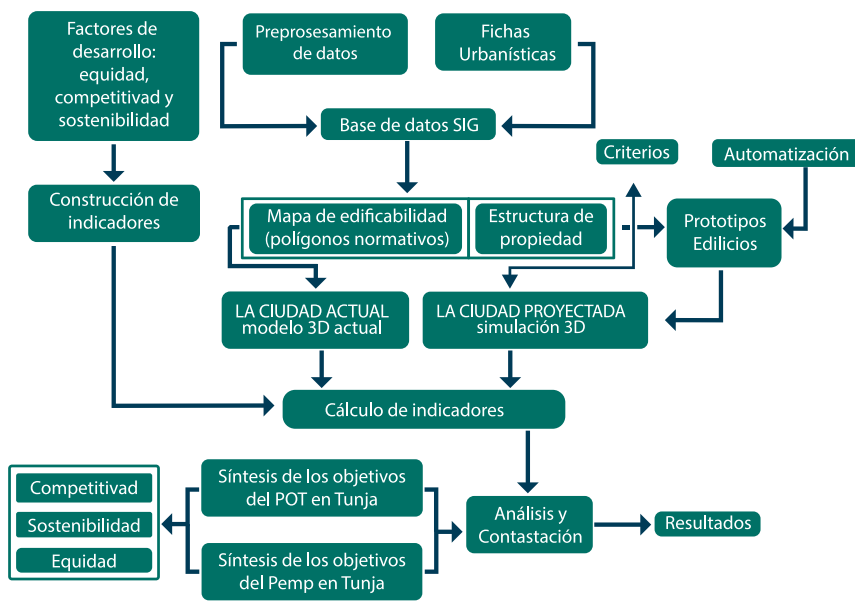 Factores de
desarrollo:
equidad,
competitivad y
sostenibilidad
Preprosesamiento
de datos
Fichas
Urbanísticas
Base de datos SIG
Criterios
Automatización
Construcción de
indicadores
Mapa de edificabilidad
(polígonos normativos)
Estructura de
propiedad
Prototipos
Edilicios
LA CIUDAD ACTUAL
modelo 3D actual
LA CIUDAD PROYECTADA
simulación 3D
Cálculo de indicadores
Competitivad
Sostenibilidad
Equidad
Síntesis de los objetivos
del POT en Tunja
Síntesis de los objetivos
del Pemp en Tunja
Análisis y
Contastación
Resultados